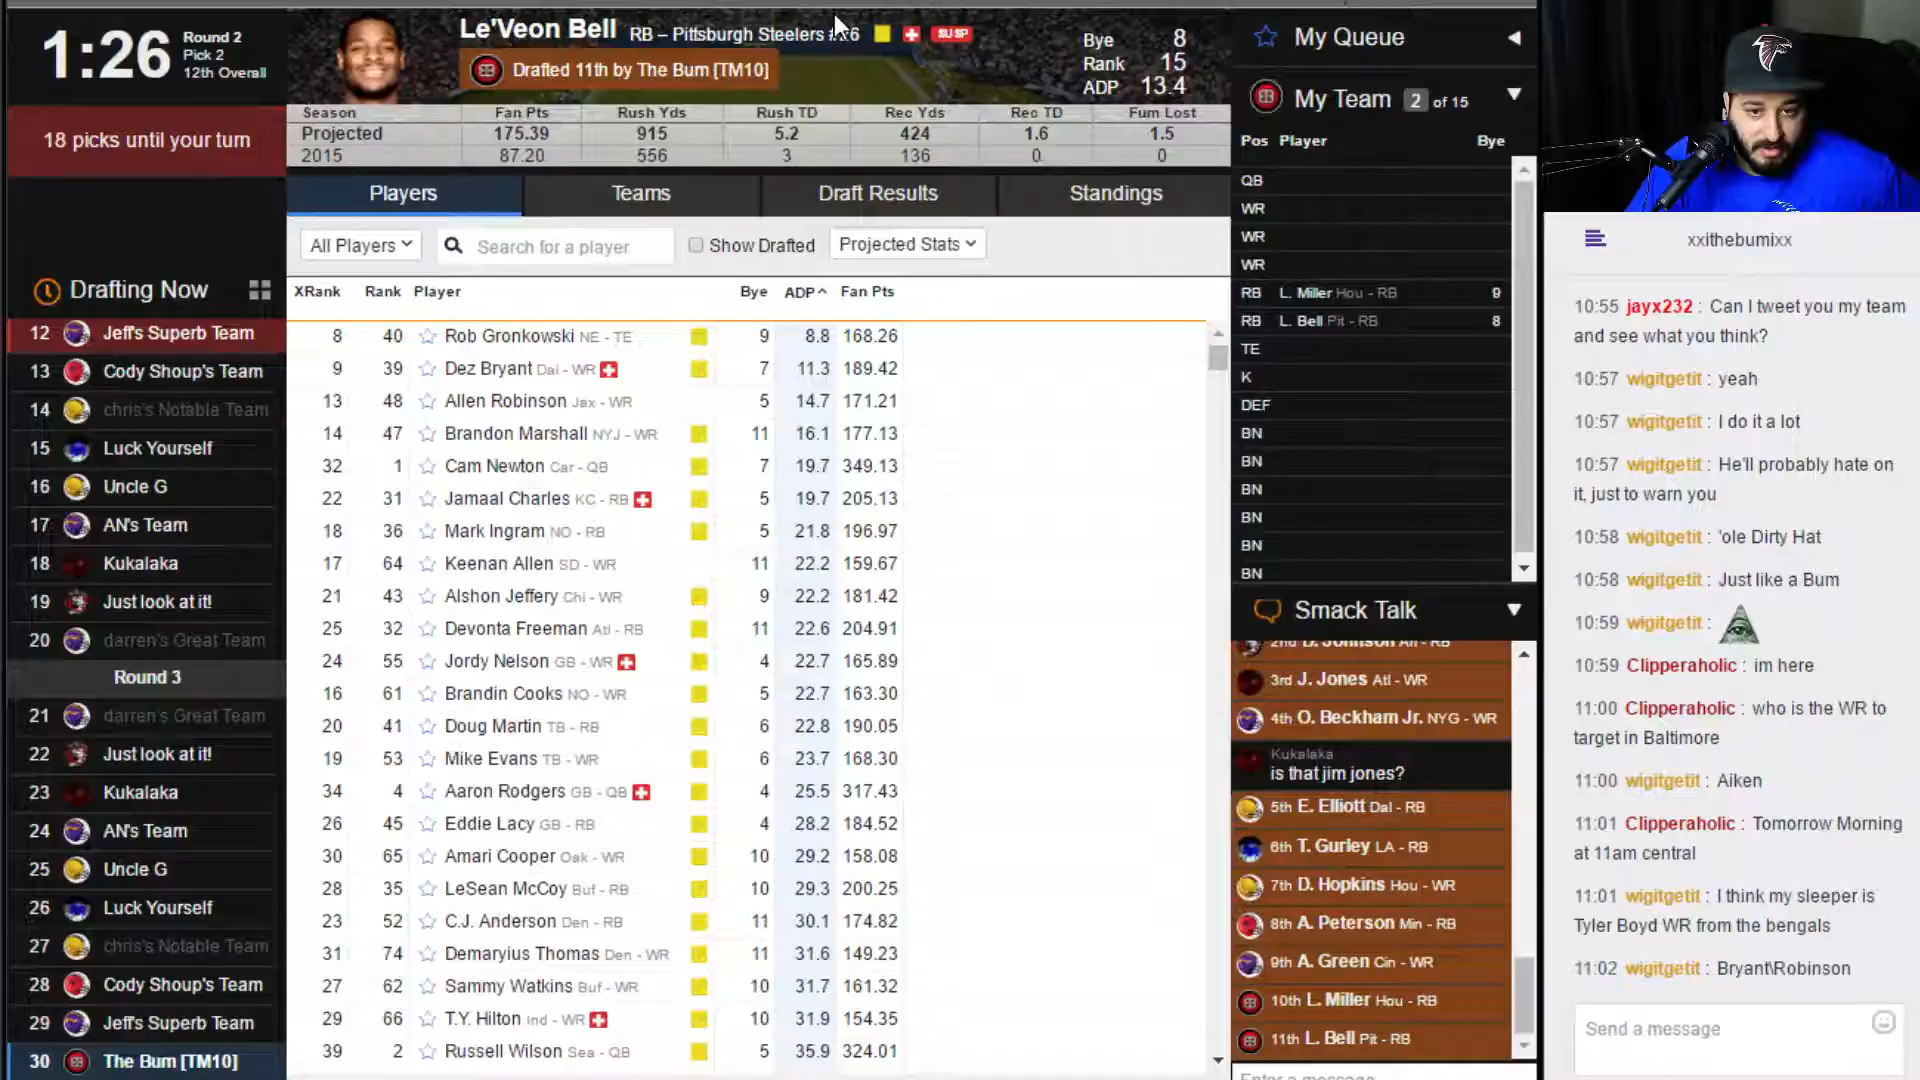 1:26
Round 2
Pick 2
12th Overall
18 picks until your turn
Drafting Now
12 Jeff's Superb Team
13 Cody Shoup's Team
14 chris's Notable Team
15 Luck Yourself
16 Uncle G
17 AN's Team
18 Kukalaka
19 Just look at it!
20 darren's Great Team
Round 3
21 darren's Great Team
22 Just look at it!
23 Kukalaka
24 AN's Team
25 Uncle G
26 Luck Yourself
27 chris's Notable Team
28 Cody Shoup's Team
29 Jeff's Superb Team
30 The Bum [TM10]
Le'Veon Bell RB – Pittsburgh Steelers SUSP
Drafted 11th by The Bum [TM10]
Bye 8
Rank 15
ADP 13.4
Season Fan Pts Rush Yds Rush TD Rec Yds Rec TD Fum Lost
Projected 175.39 915 5.2 424 1.6 1.5
2015 87.20 556 3 136 0 0
Players Teams Draft Results Standings
All Players Search for a player Show Drafted Projected Stats
XRank Rank Player Bye ADP Fan Pts
8 40 Rob Gronkowski NE - TE 9 8.8 168.26
9 39 Dez Bryant Dal - WR 7 11.3 189.42
13 48 Allen Robinson Jax - WR 5 14.7 171.21
14 47 Brandon Marshall NYJ - WR 11 16.1 177.13
32 1 Cam Newton Car - QB 7 19.7 349.13
22 31 Jamaal Charles KC - RB 5 19.7 205.13
18 36 Mark Ingram NO - RB 5 21.8 196.97
17 64 Keenan Allen SD - WR 11 22.2 159.67
21 43 Alshon Jeffery Chi - WR 9 22.2 181.42
25 32 Devonta Freeman Atl - RB 11 22.6 204.91
24 55 Jordy Nelson GB - WR 4 22.7 165.89
16 61 Brandin Cooks NO - WR 5 22.7 163.30
20 41 Doug Martin TB - RB 6 22.8 190.05
19 53 Mike Evans TB - WR 6 23.7 168.30
34 4 Aaron Rodgers GB - QB 4 25.5 317.43
26 45 Eddie Lacy GB - RB 4 28.2 184.52
30 65 Amari Cooper Oak - WR 10 29.2 158.08
28 35 LeSean McCoy Buf - RB 10 29.3 200.25
23 52 C.J. Anderson Den - RB 11 30.1 174.82
31 74 Demaryius Thomas Den - WR 11 31.6 149.23
27 62 Sammy Watkins Buf - WR 10 31.7 161.32
29 66 T.Y. Hilton Ind - WR 10 31.9 154.35
39 2 Russell Wilson Sea - QB 5 35.9 324.01
My Queue
My Team 2 of 15
Pos Player Bye
QB
WR
WR
WR
RB L. Miller Hou - RB 9
RB L. Bell Pit - RB 8
TE
K
DEF
BN
BN
BN
BN
BN
BN
Smack Talk
2nd D. Johnson Ari - RB
3rd J. Jones Atl - WR
4th O. Beckham Jr. NYG - WR
Kukalaka
is that jim jones?
5th E. Elliott Dal - RB
6th T. Gurley LA - RB
7th D. Hopkins Hou - WR
8th A. Peterson Min - RB
9th A. Green Cin - WR
10th L. Miller Hou - RB
11th L. Bell Pit - RB
Enter a message
xxithebumixx
10:55 jayx232 : Can I tweet you my team
and see what you think?
10:57 wigitgetit : yeah
10:57 wigitgetit : I do it a lot
10:57 wigitgetit : He'll probably hate on
it, just to warn you
10:58 wigitgetit : 'ole Dirty Hat
10:58 wigitgetit : Just like a Bum
10:59 wigitgetit :
10:59 Clipperaholic : im here
11:00 Clipperaholic : who is the WR to
target in Baltimore
11:00 wigitgetit : Aiken
11:01 Clipperaholic : Tomorrow Morning
at 11am central
11:01 wigitgetit : I think my sleeper is
Tyler Boyd WR from the bengals
11:02 wigitgetit : Bryant\Robinson
Send a message